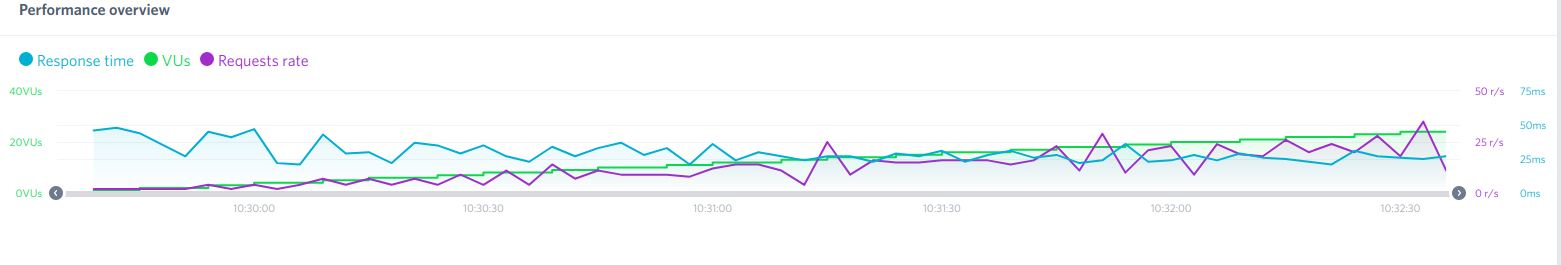 Performance overview
Response time VUs Requests rate
40VUs 50 r/s 75ms
50ms
20VUs 25 r/s
25ms
0VUs 0 r/s 0ms
10:30:00 10:30:30 10:31:00 10:31:30 10:32:00 10:32:30